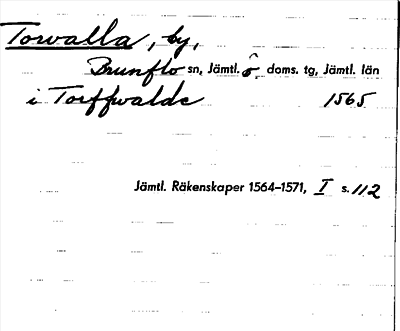 Torvalla, by,
Brunflo sn, Jämtl. ö. doms. tg, Jämtl. län
i Torffwalde 1565
Jämtl. Räkenskaper 1564-1571, I s. 112